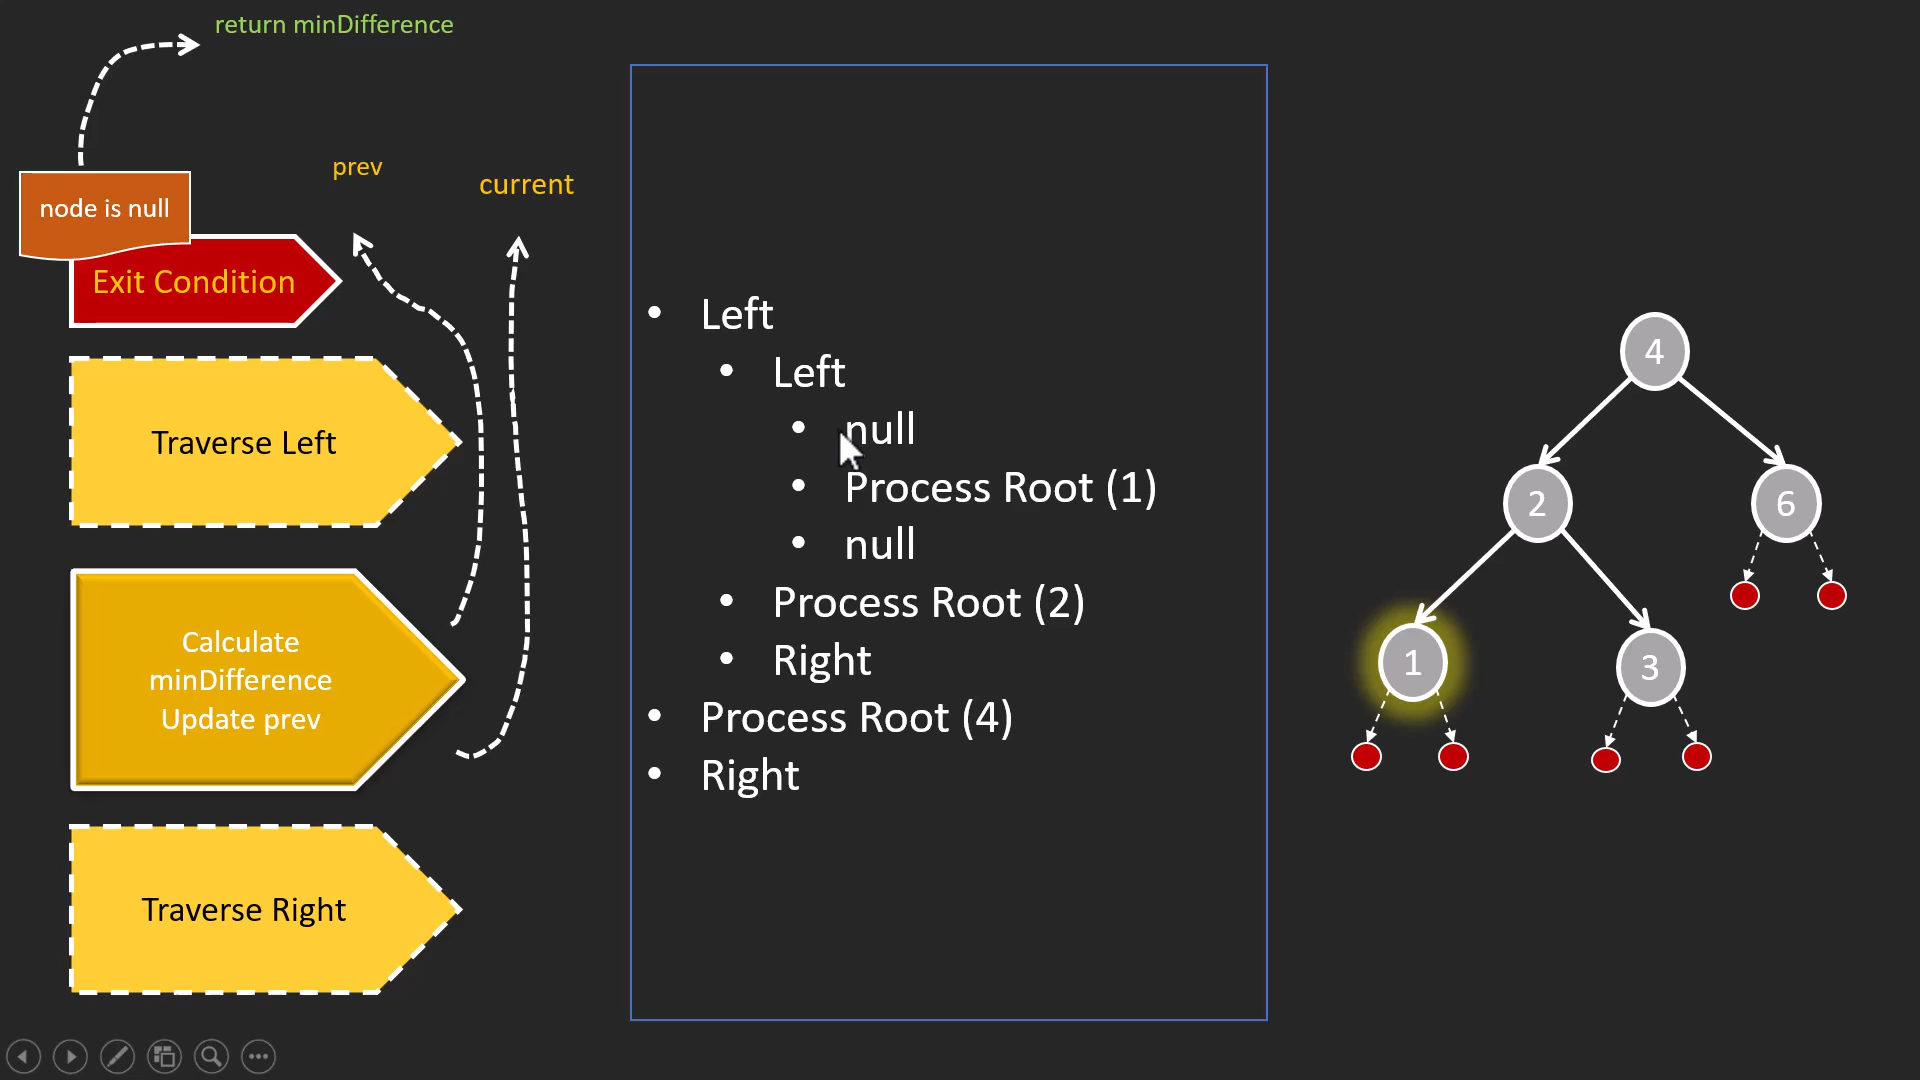 return minDifference
prev
current
node is null
Exit Condition
Traverse Left
Calculate
minDifference
Update prev
Traverse Right
• Left
• Left
• null
• Process Root (1)
• null
• Process Root (2)
• Right
• Process Root (4)
• Right
4
2
6
1
3